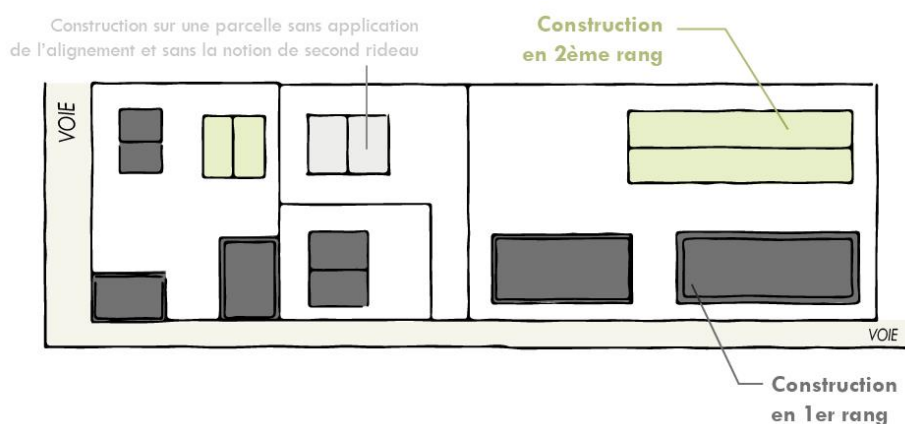 Construction sur une parcelle sans application
de l'alignement et sans la notion de second rideau
Construction
en 2ème rang
VOIE
VOIE
Construction
en 1er rang